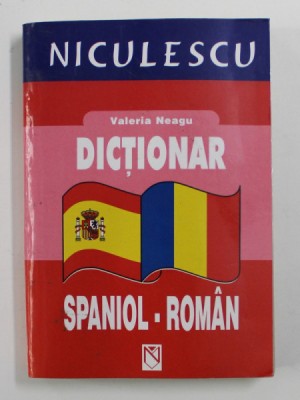 NICULESCU
Valeria Neagu
DICȚIONAR
SPANIOL - ROMÂN